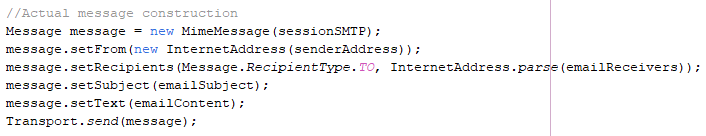 //Actual message construction
Message message = new MimeMessage(sessionSMTP);
message.setFrom(new InternetAddress(senderAddress));
message.setRecipients(Message.RecipientType.TO, InternetAddress.parse(emailReceivers));
message.setSubject(emailSubject);
message.setText(emailContent);
Transport.send(message);